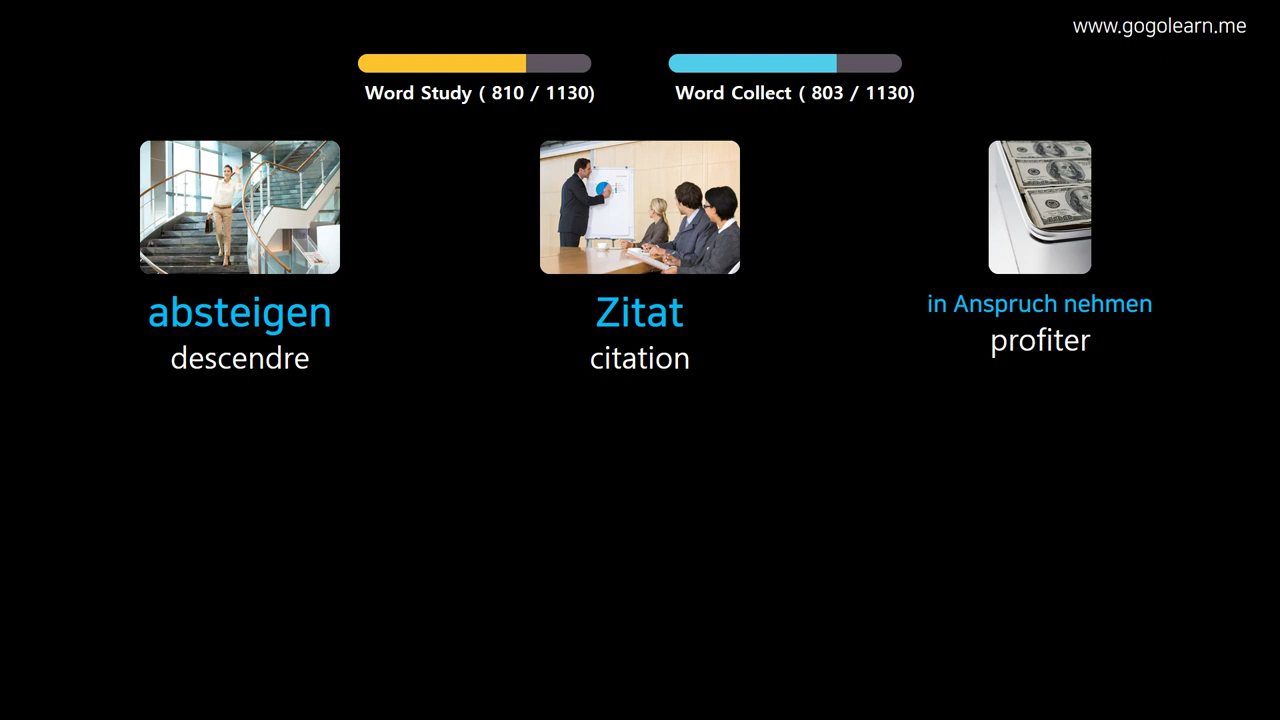 www.gogolearn.me
Word Study ( 810 / 1130)
Word Collect ( 803 / 1130)
absteigen
descendre
Zitat
citation
in Anspruch nehmen
profiter